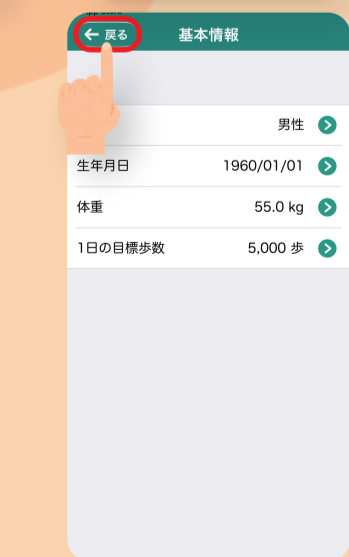 ← 戻る 基本情報
男性
生年月日 1960/01/01
体重 55.0 kg
1日の目標歩数 5,000 歩